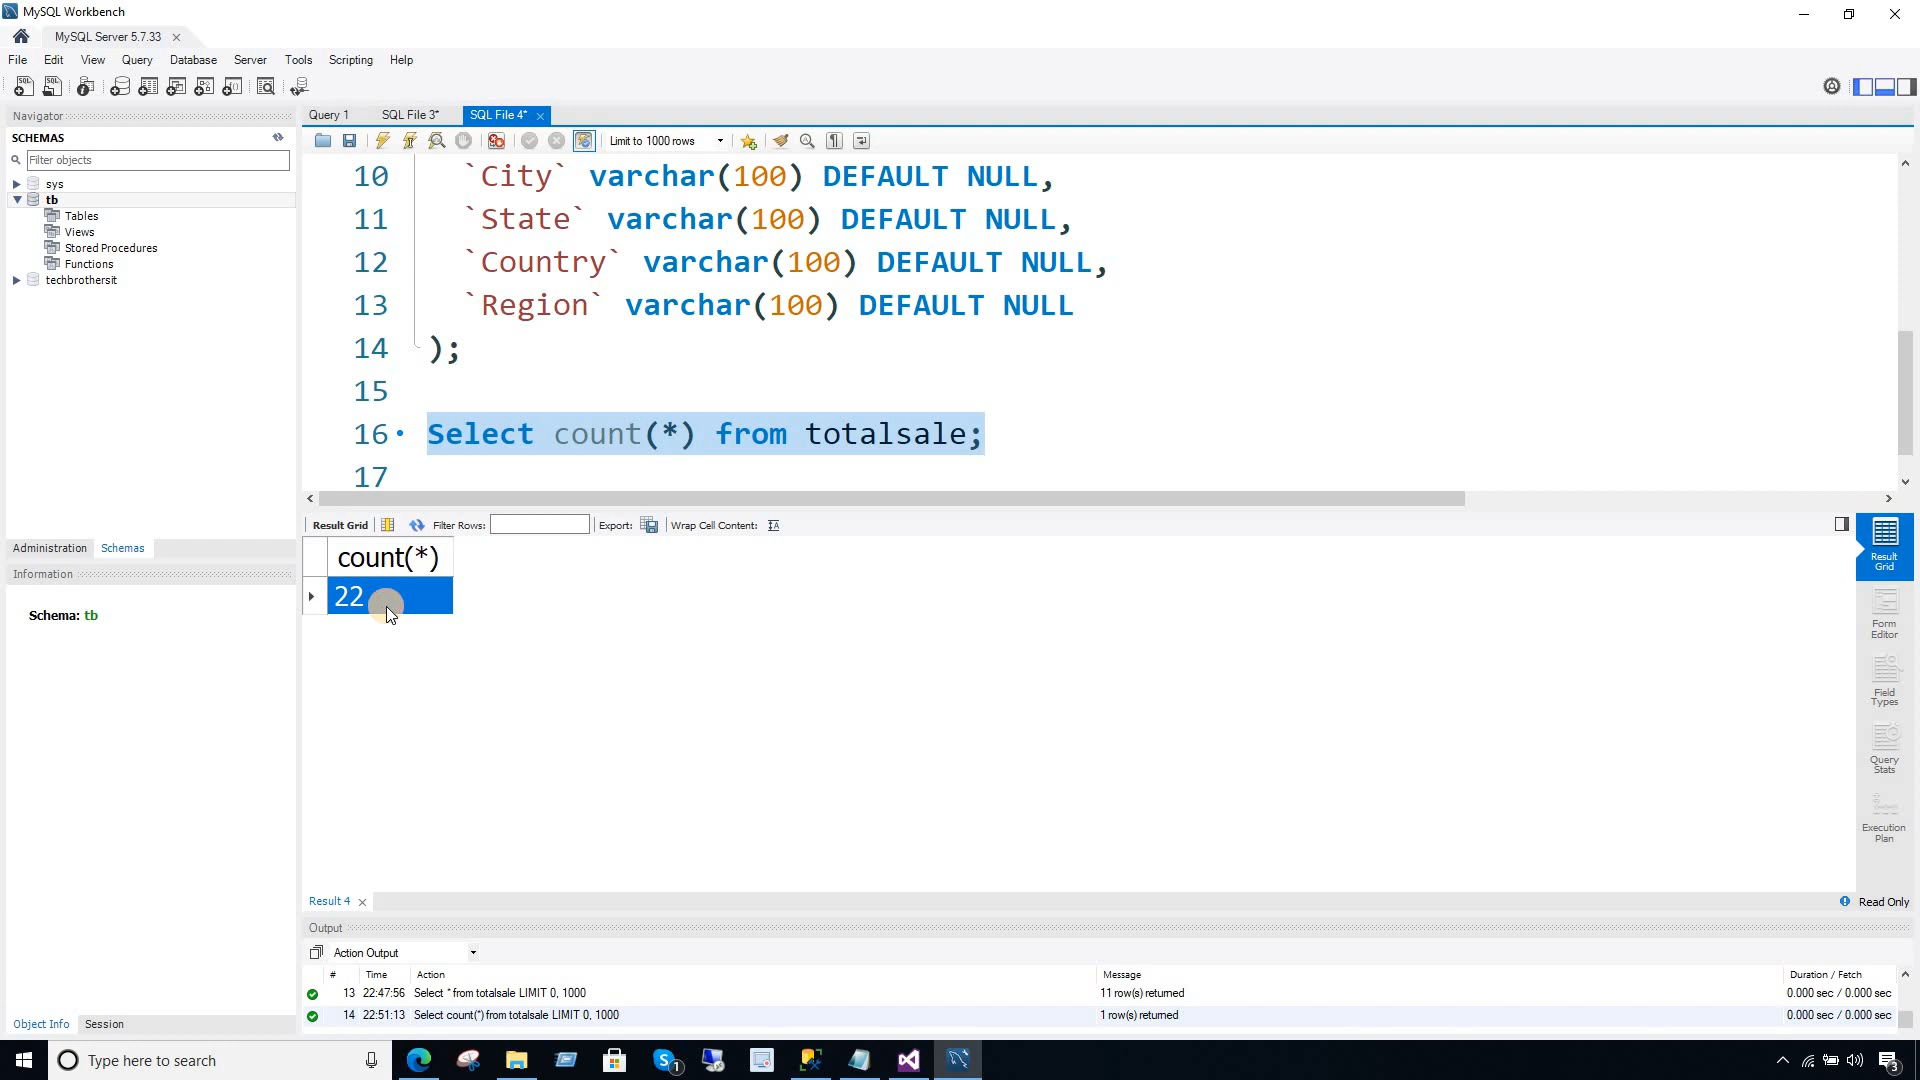 MySQL Workbench
MySQL Server 5.7.33
File Edit View Query Database Server Tools Scripting Help
Navigator
SCHEMAS
Filter objects
sys
tb
Tables
Views
Stored Procedures
Functions
techbrothersit
Administration Schemas
Information
Schema: tb
Object Info Session
Query 1 SQL File 3* SQL File 4*
Limit to 1000 rows
10 `City` varchar(100) DEFAULT NULL,
11 `State` varchar(100) DEFAULT NULL,
12 `Country` varchar(100) DEFAULT NULL,
13 `Region` varchar(100) DEFAULT NULL
14 );
15
16 Select count(*) from totalsale;
17
Result Grid Filter Rows: Export: Wrap Cell Content:
count(*)
22
Result Grid
Form Editor
Field Types
Query Stats
Execution Plan
Result 4
Read Only
Output
Action Output
# Time Action Message Duration / Fetch
13 22:47:56 Select * from totalsale LIMIT 0, 1000 11 row(s) returned 0.000 sec / 0.000 sec
14 22:51:13 Select count(*) from totalsale LIMIT 0, 1000 1 row(s) returned 0.000 sec / 0.000 sec
Type here to search
1
3